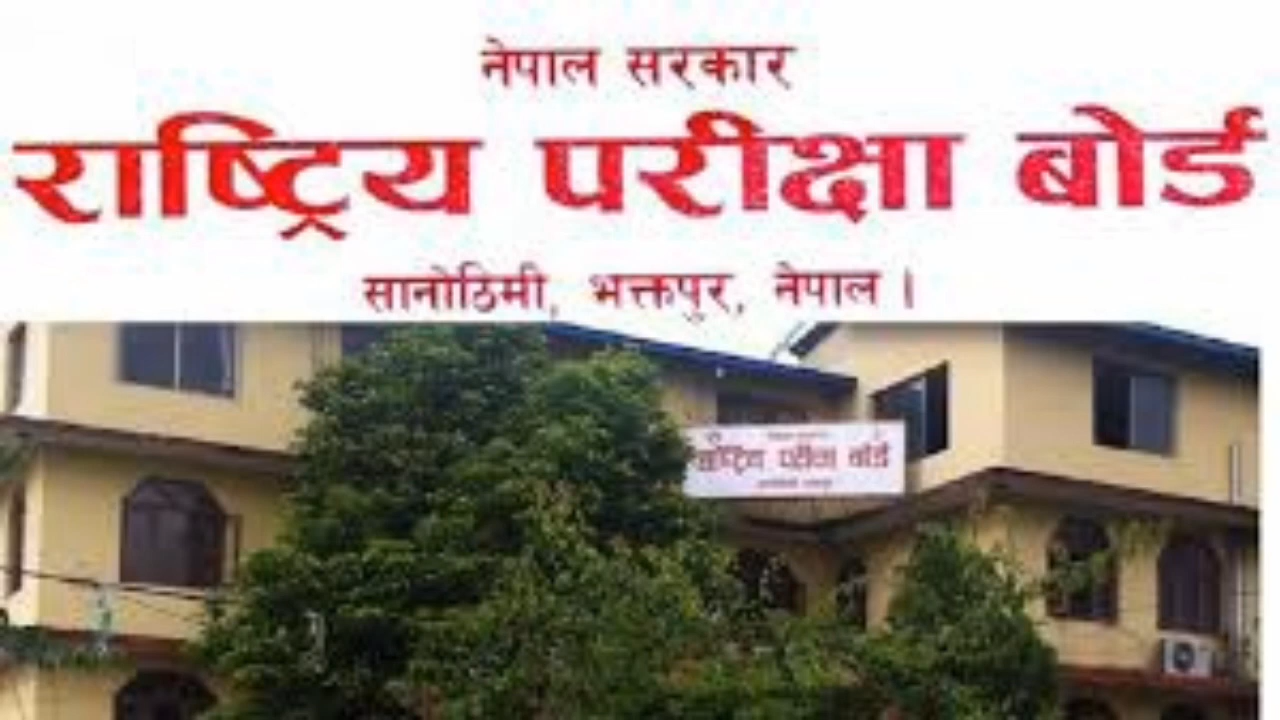 नेपाल सरकार
राष्ट्रिय परीक्षा बोर्ड
सानोठिमी, भक्तपुर, नेपाल ।
राष्ट्रिय परीक्षा बोर्ड